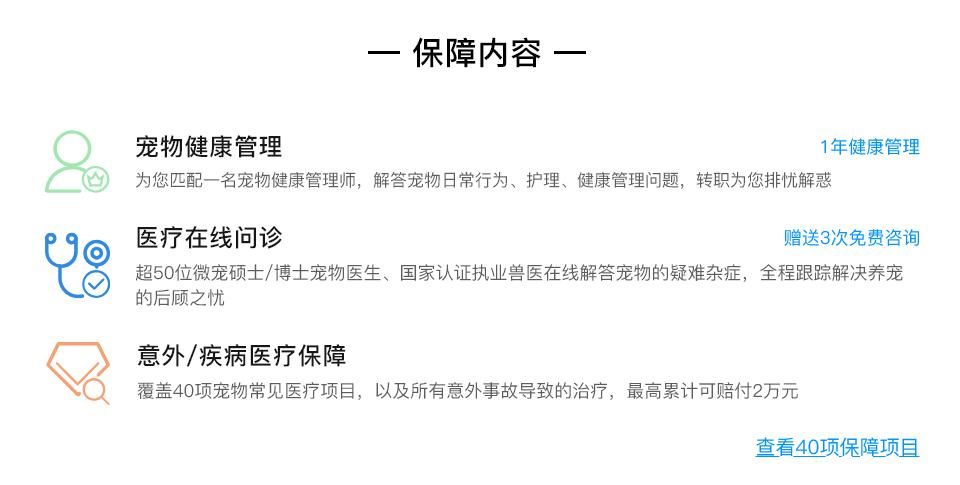 — 保障内容 —
宠物健康管理
1年健康管理
为您匹配一名宠物健康管理师，解答宠物日常行为、护理、健康管理问题，转职为您排忧解惑
医疗在线问诊
赠送3次免费咨询
超50位微宠硕士/博士宠物医生、国家认证执业兽医在线解答宠物的疑难杂症，全程跟踪解决养宠
的后顾之忧
意外/疾病医疗保障
覆盖40项宠物常见医疗项目，以及所有意外事故导致的治疗，最高累计可赔付2万元
查看40项保障项目